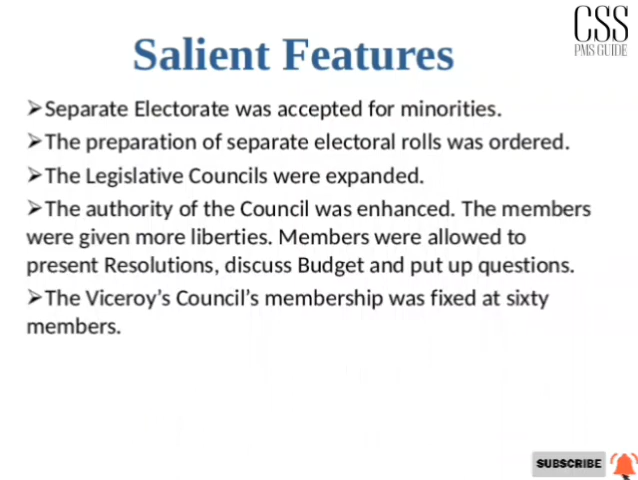 CSS
PMS GUIDE
Salient Features
➢Separate Electorate was accepted for minorities.
➢The preparation of separate electoral rolls was ordered.
➢The Legislative Councils were expanded.
➢The authority of the Council was enhanced. The members
were given more liberties. Members were allowed to
present Resolutions, discuss Budget and put up questions.
➢The Viceroy’s Council’s membership was fixed at sixty
members.
SUBSCRIBE